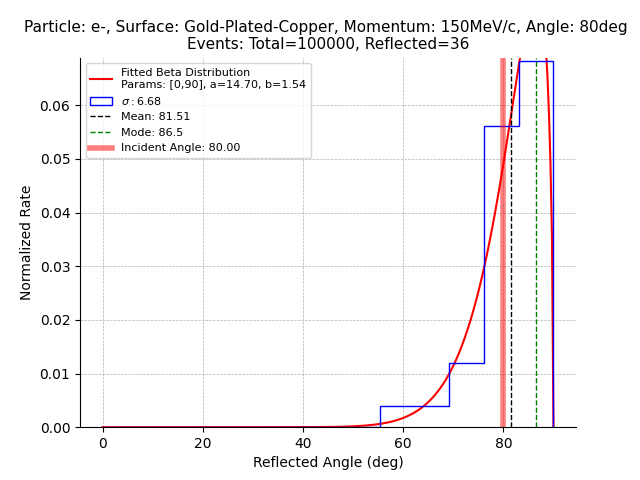 Particle: e-, Surface: Gold-Plated-Copper, Momentum: 150MeV/c, Angle: 80deg
Events: Total=100000, Reflected=36
Fitted Beta Distribution
Params: [0,90], a=14.70, b=1.54
σ: 6.68
Mean: 81.51
Mode: 86.5
Incident Angle: 80.00
Normalized Rate
0.06
0.05
0.04
0.03
0.02
0.01
0.00
0 20 40 60 80
Reflected Angle (deg)